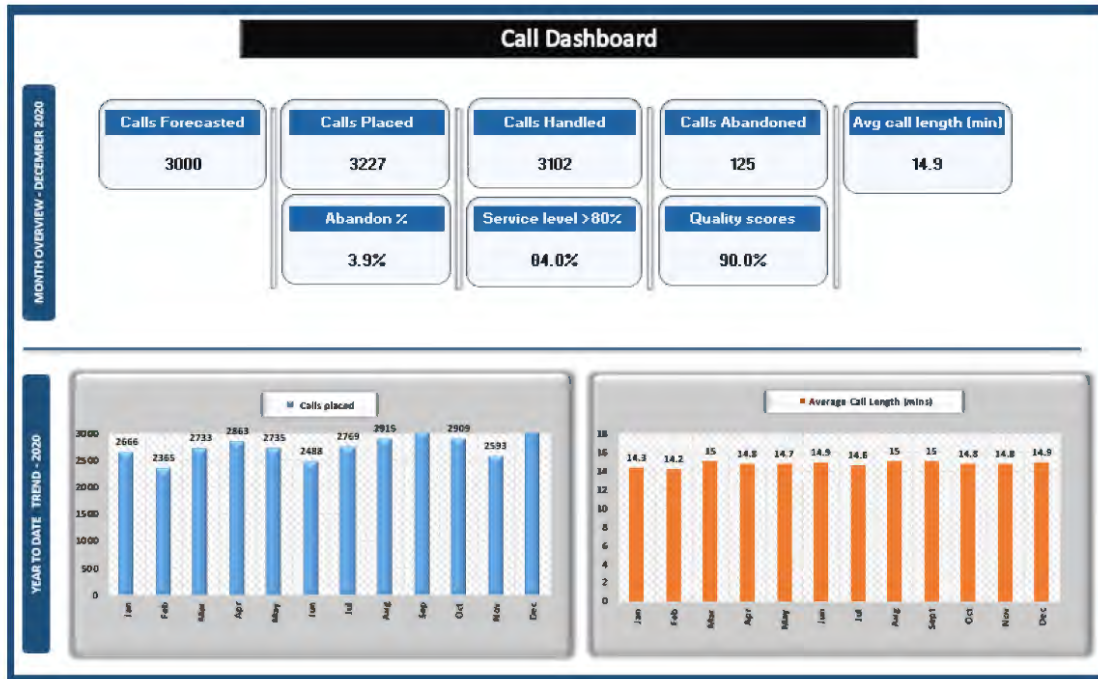 Call Dashboard
MONTH OVERVIEW - DECEMBER 2020
Calls Forecasted
3000
Calls Placed
3227
Calls Handled
3102
Calls Abandoned
125
Avg call length (min)
14.9
Abandon %
3.9%
Service level >80%
84.0%
Quality scores
90.0%
YEAR TO DATE TREND - 2020
Calls placed
3000
2500
2000
1500
1000
500
0
2666
2365
2733
2863
2735
2488
2769
2915
2909
2593
Jan
Feb
Mar
Apr
May
Jun
Jul
Aug
Sep
Oct
Nov
Dec
Average Call Length (mins)
18
16
14
12
10
8
6
4
2
0
14.3
14.2
15
14.8
14.7
14.9
14.6
15
15
14.8
14.8
14.9
Jan
Feb
Mar
Apr
May
Jun
Jul
Aug
Sept
Oct
Nov
Dec